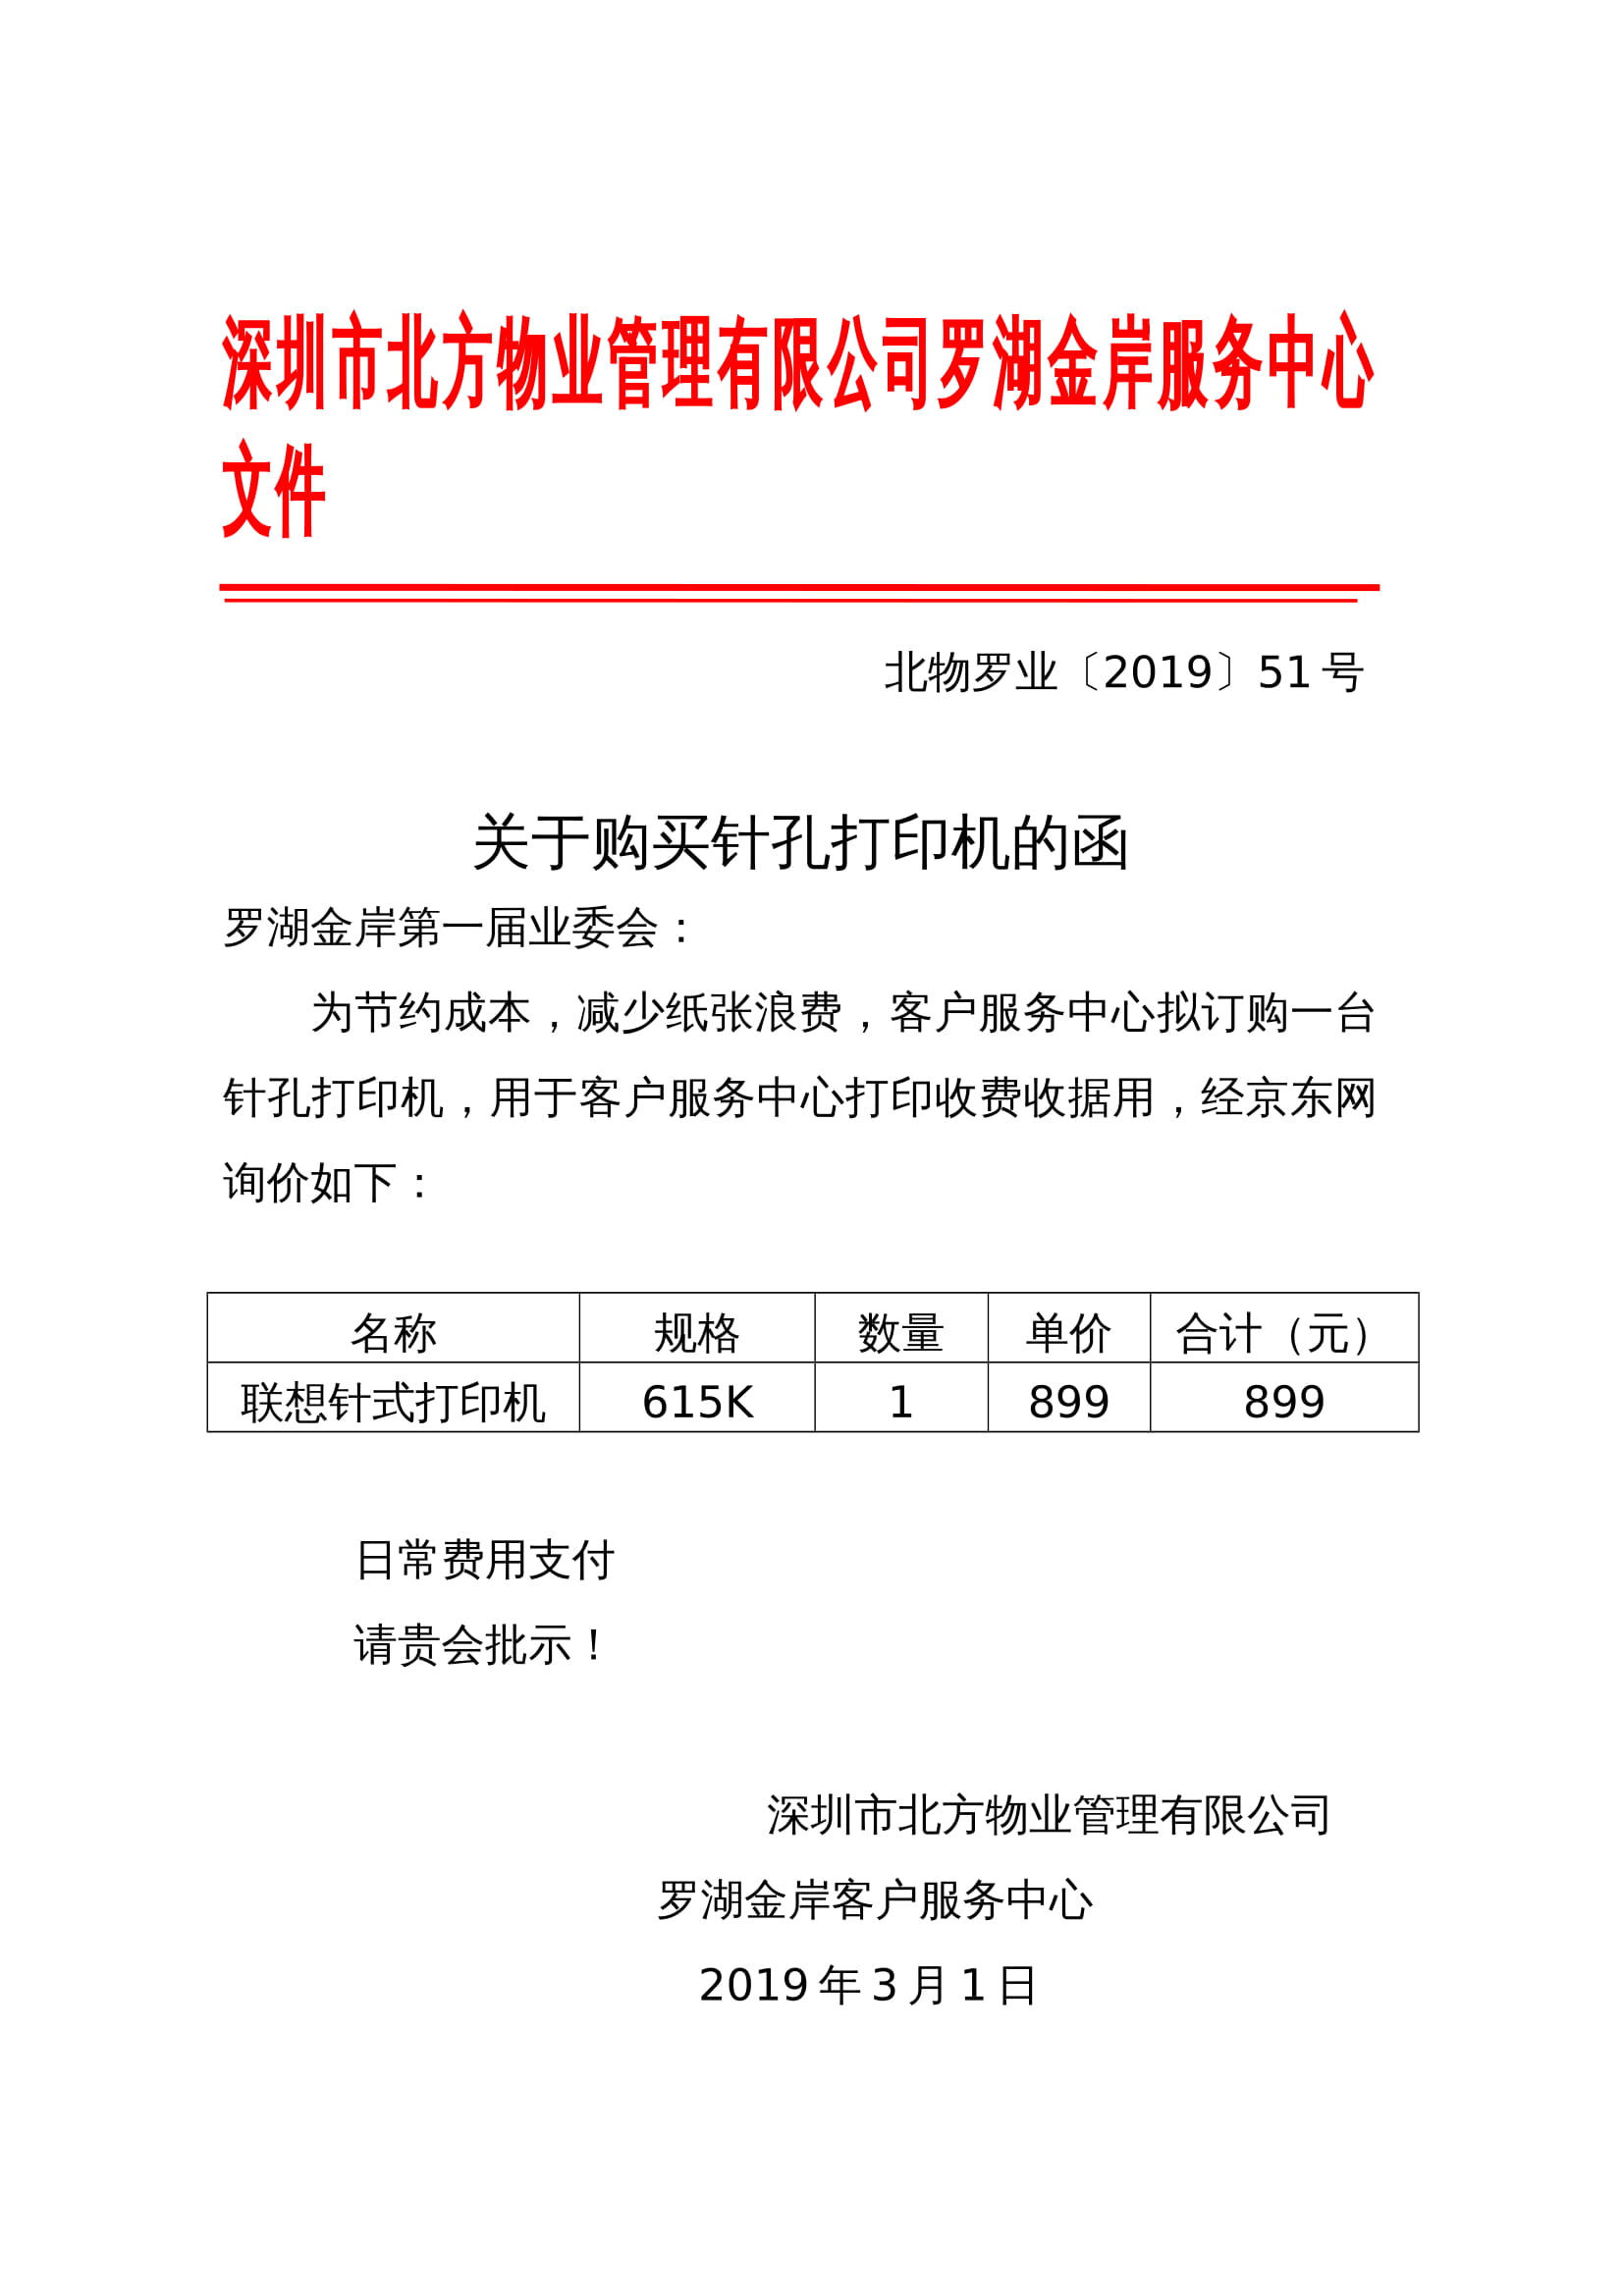 深圳市北方物业管理有限公司罗湖金岸服务中心
文件
北物罗业〔2019〕51号
关于购买针孔打印机的函
罗湖金岸第一届业委会：
为节约成本，减少纸张浪费，客户服务中心拟订购一台
针孔打印机，用于客户服务中心打印收费收据用，经京东网
询价如下：
名称 规格 数量 单价 合计（元）
联想针式打印机 615K 1 899 899
日常费用支付
请贵会批示！
深圳市北方物业管理有限公司
罗湖金岸客户服务中心
2019年3月1日